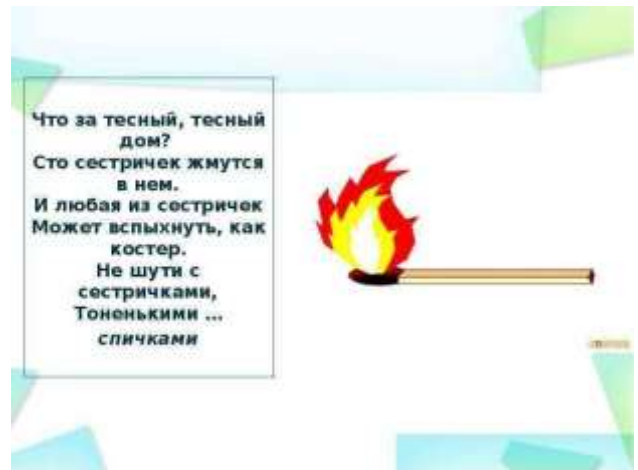 Что за тесный, тесный
дом?
Сто сестричек жмутся
в нем.
И любая из сестричек
Может вспыхнуть, как
костер.
Не шути с
сестричками,
Тоненькими ...
спичками